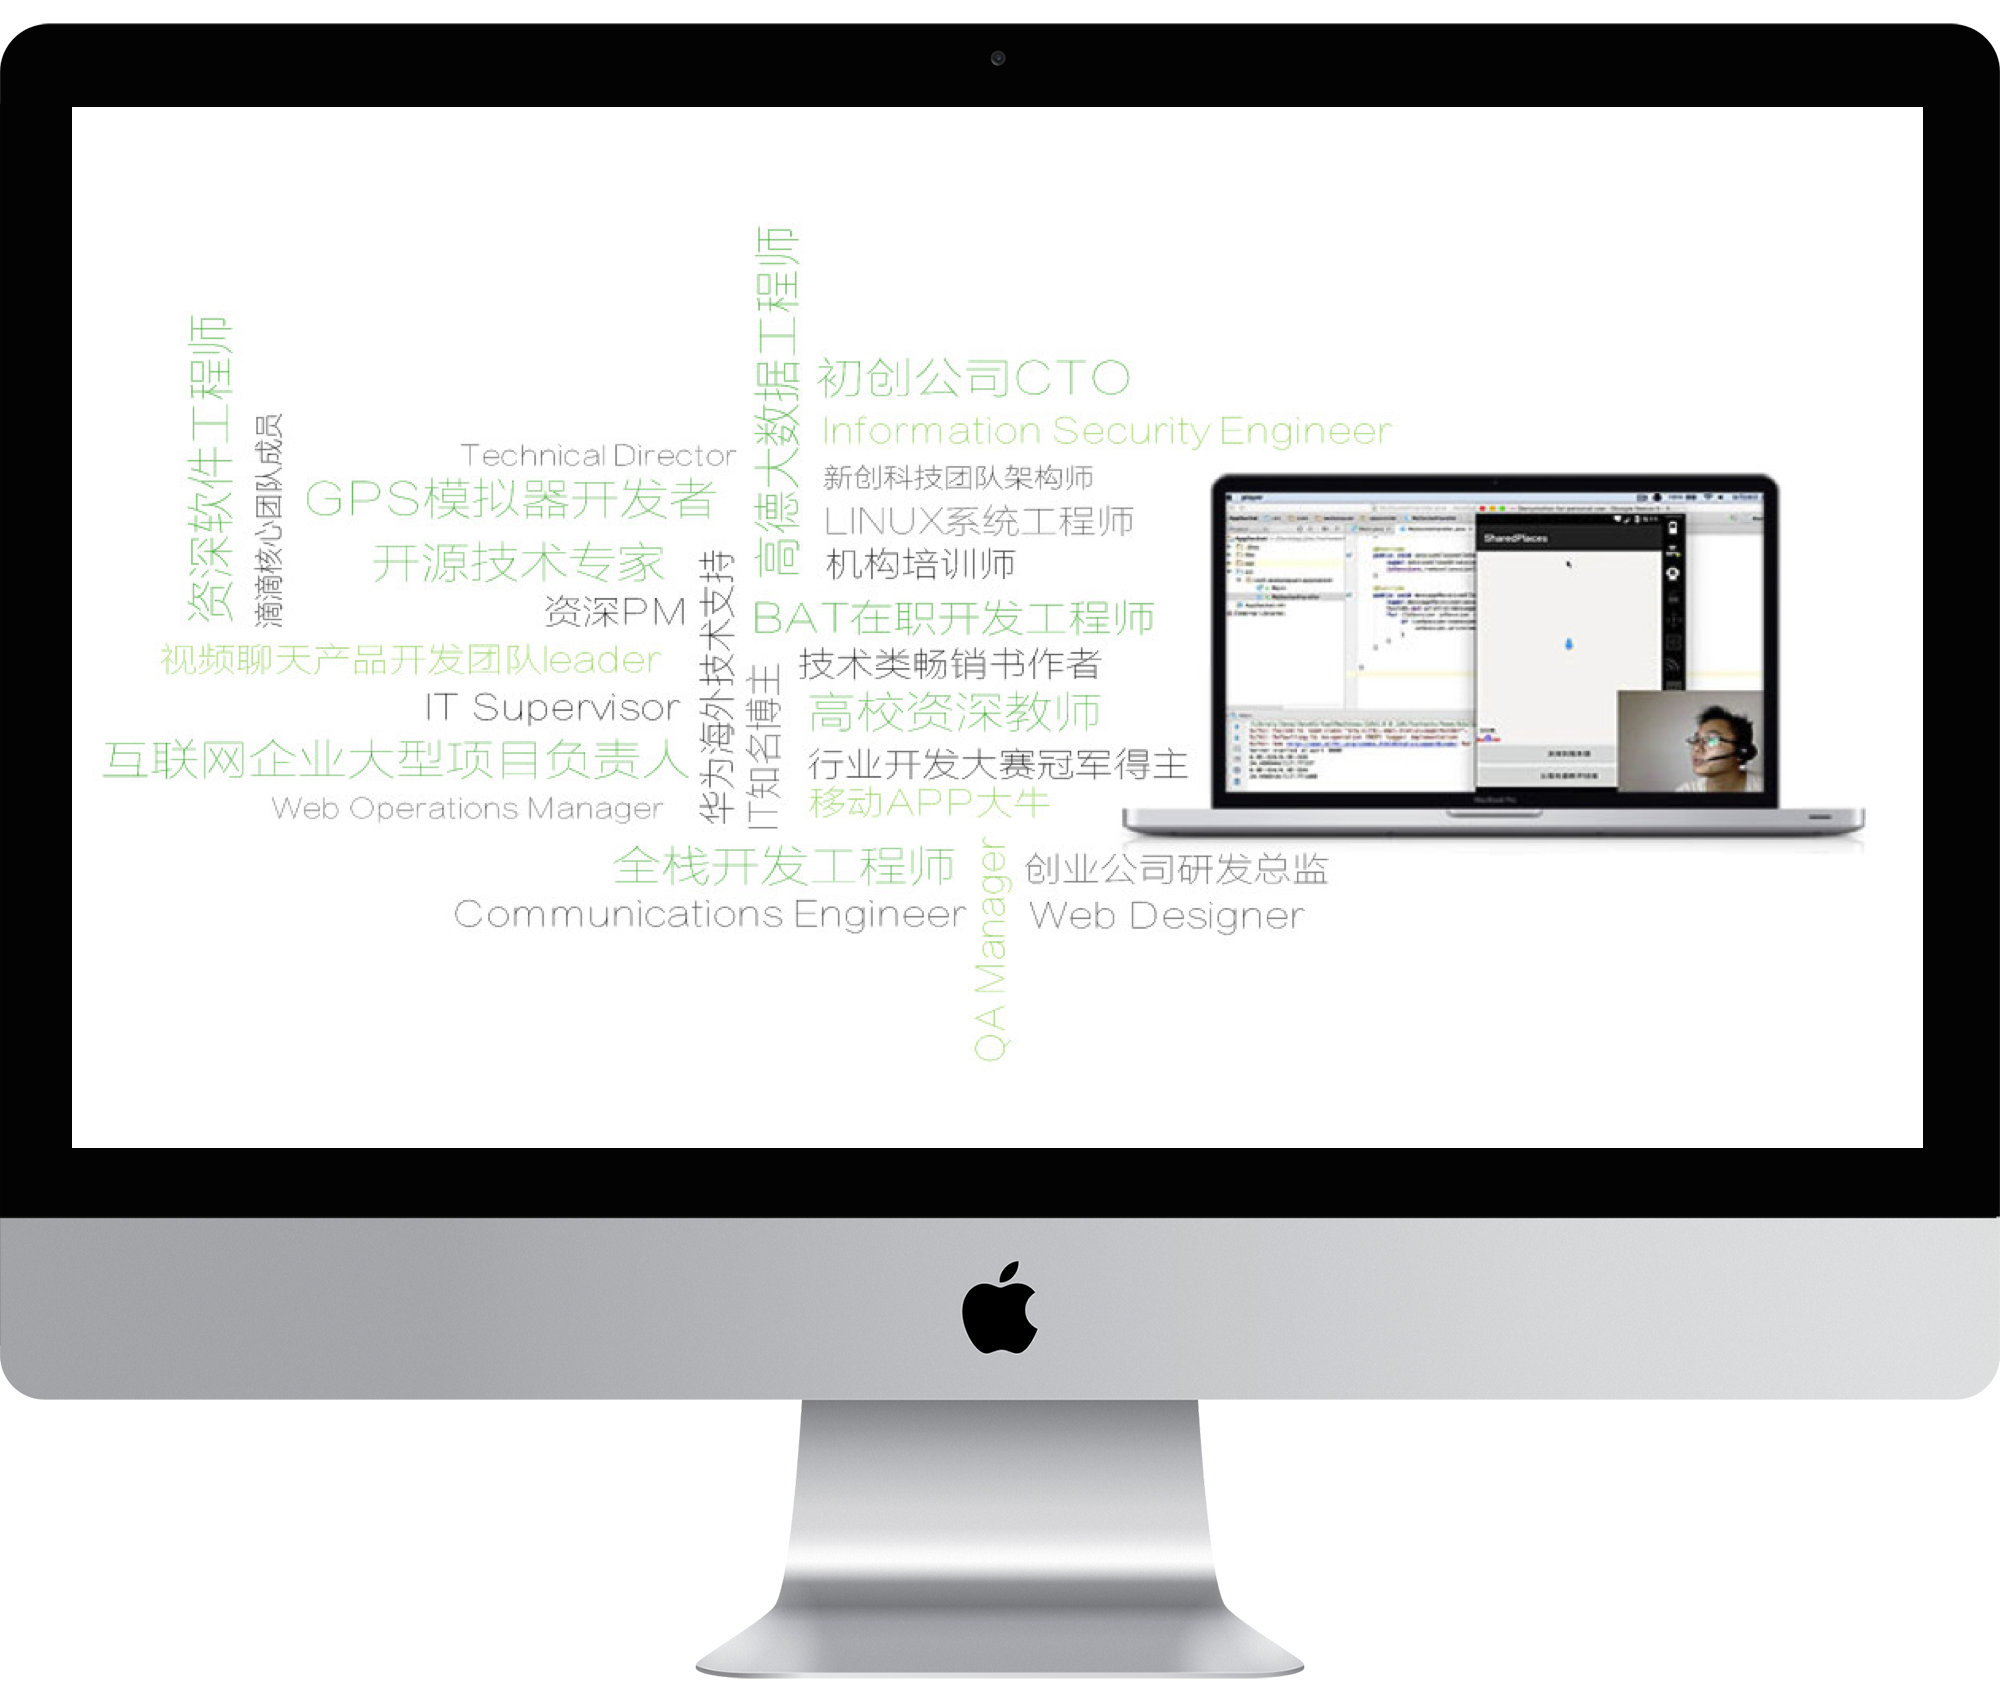 高德大数据工程师
资深软件工程师
初创公司CTO
滴滴核心团队成员
Information Security Engineer
Technical Director
新创科技团队架构师
GPS模拟器开发者
LINUX系统工程师
开源技术专家
机构培训师
华为海外技术支持
资深PM
BAT在职开发工程师
视频聊天产品开发团队leader
技术类畅销书作者
IT知名博主
IT Supervisor
高校资深教师
互联网企业大型项目负责人
行业开发大赛冠军得主
Web Operations Manager
移动APP大牛
全栈开发工程师
QA Manager
创业公司研发总监
Communications Engineer
Web Designer
SharedPlaces
MacBook Pro